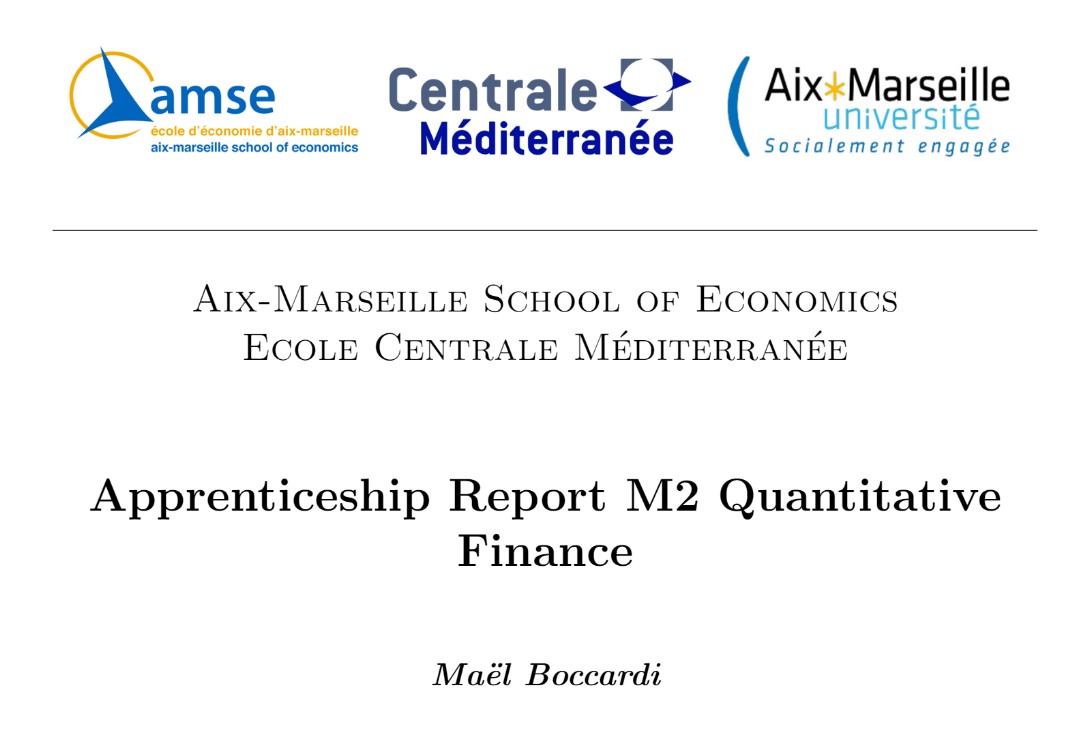 amse
école d'économie d'aix-marseille
aix-marseille school of economics
Centrale
Méditerranée
Aix*Marseille
université
Socialement engagée
Aix-Marseille School of Economics
Ecole Centrale Méditerranée
Apprenticeship Report M2 Quantitative
Finance
Maël Boccardi